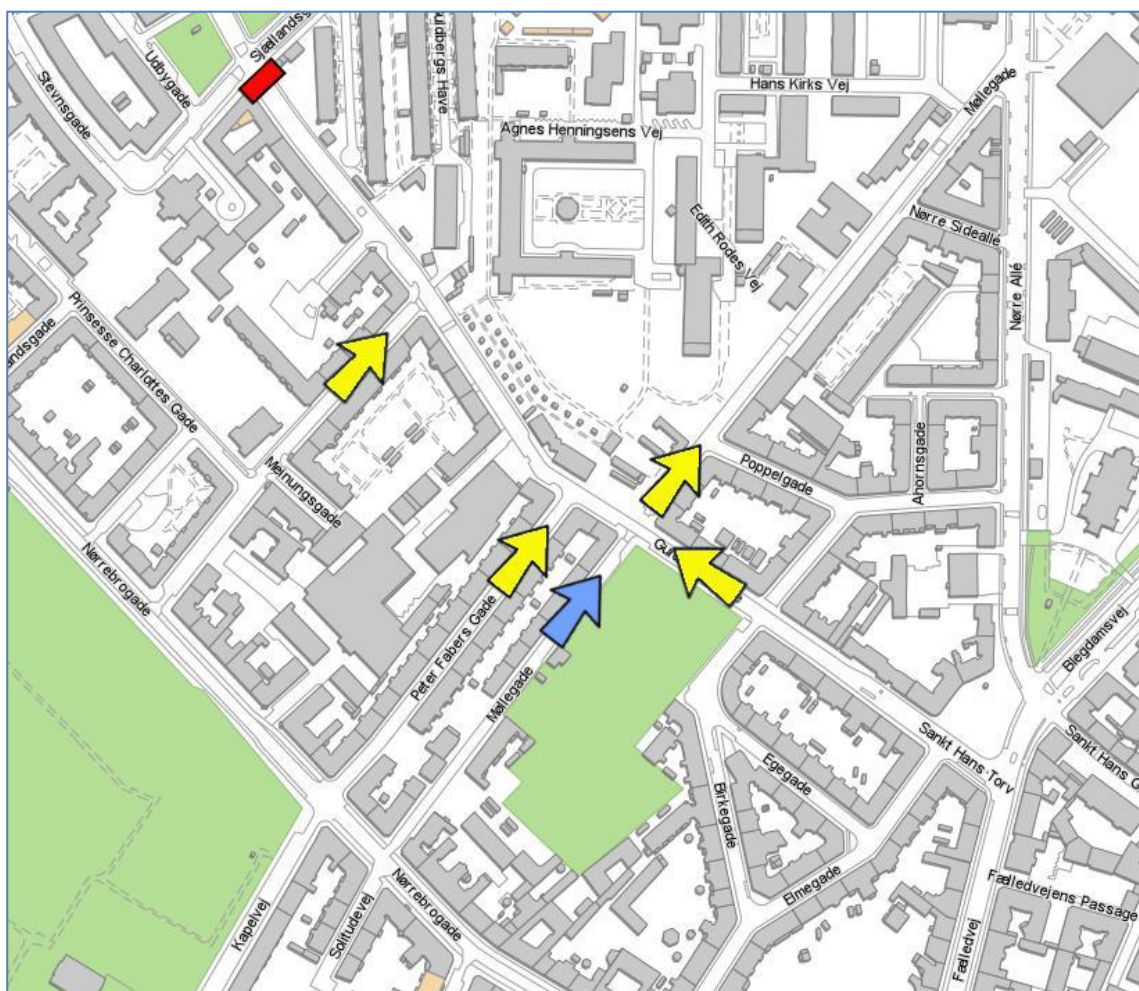 Sjællandsg
Udbygade
Stevnsgade
Guldbergs Have
Hans Kirks Vej
Møllegade
Agnes Henningsens Vej
Edith Rodes Vej
Nørre Sideallé
Nørre Allé
Prinsesse Charlottes Gade
andsgade
Meinungsgade
Poppelgade
Ahornsgade
Nørrebrogade
Peter Fabers Gade
Møllegade
Blegdamsvej
Sankt Hans Torv
Sankt Hans G
Egegade
Birkegade
Elmegade
Fælledvejens Passage
Fælledvej
Nørrebrogade
Kapelvej
Solitudevej